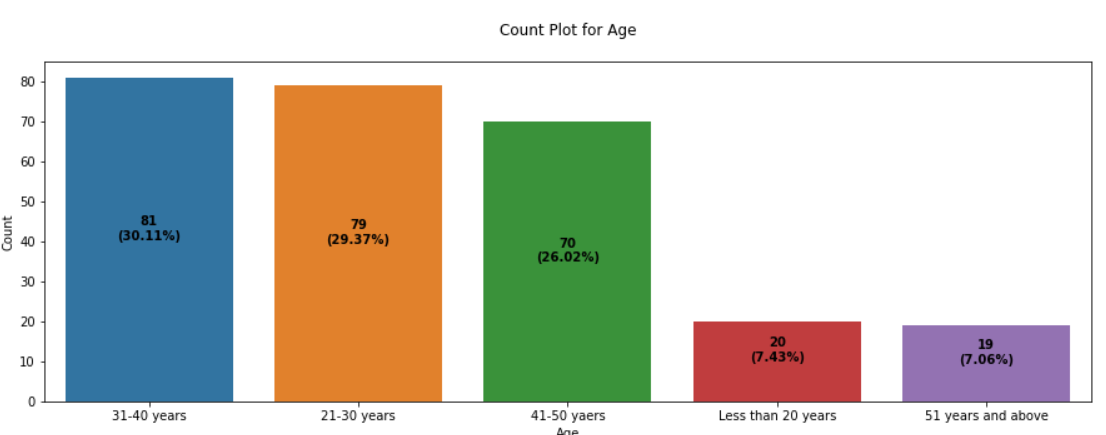 Count Plot for Age
Count
80
70
60
50
40
30
20
10
0
81
(30.11%)
79
(29.37%)
70
(26.02%)
20
(7.43%)
19
(7.06%)
31-40 years
21-30 years
41-50 yaers
Less than 20 years
51 years and above
Age